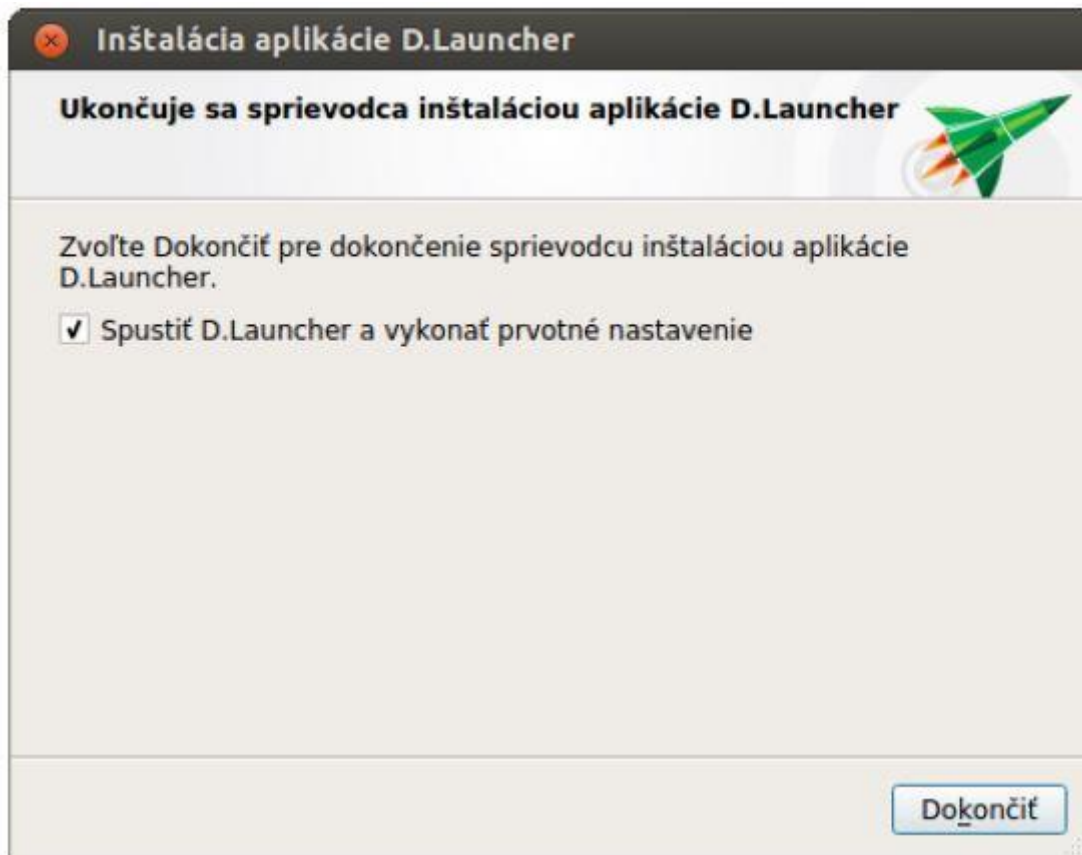 Inštalácia aplikácie D.Launcher
Ukončuje sa sprievodca inštaláciou aplikácie D.Launcher
Zvoľte Dokončiť pre dokončenie sprievodcu inštaláciou aplikácie
D.Launcher.
Spustiť D.Launcher a vykonať prvotné nastavenie
Dokončiť